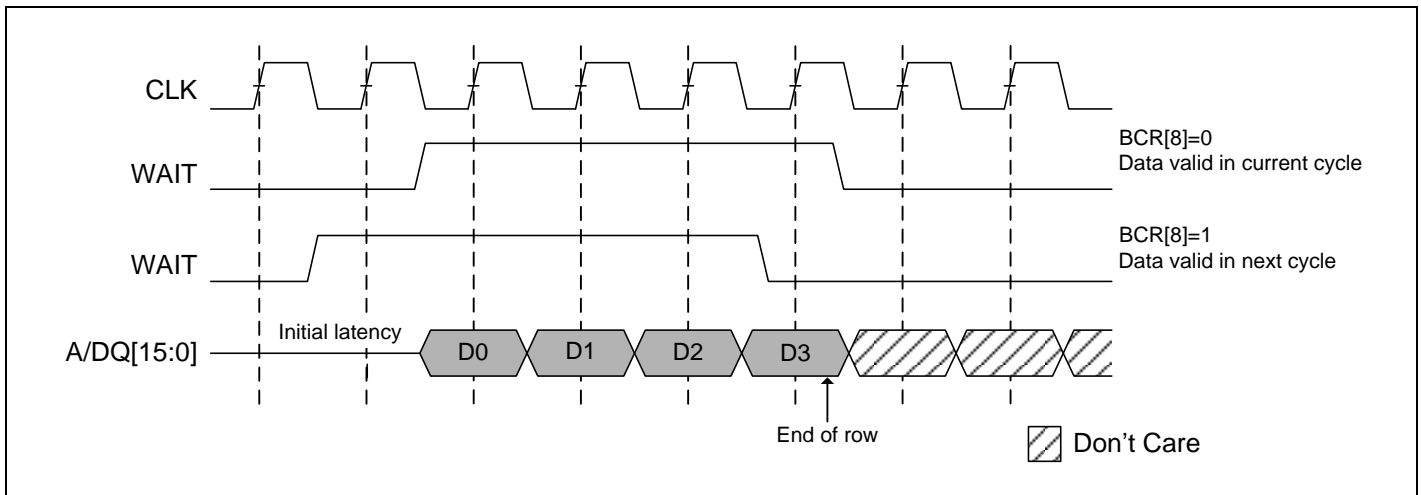 CLK
WAIT
BCR[8]=0
Data valid in current cycle
WAIT
BCR[8]=1
Data valid in next cycle
A/DQ[15:0]
Initial latency
D0
D1
D2
D3
End of row
Don't Care